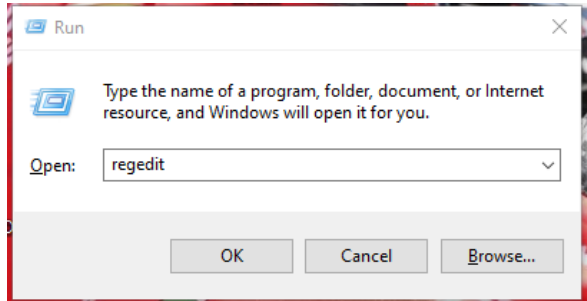 Run
Type the name of a program, folder, document, or Internet
resource, and Windows will open it for you.
Open: regedit
OK Cancel Browse...